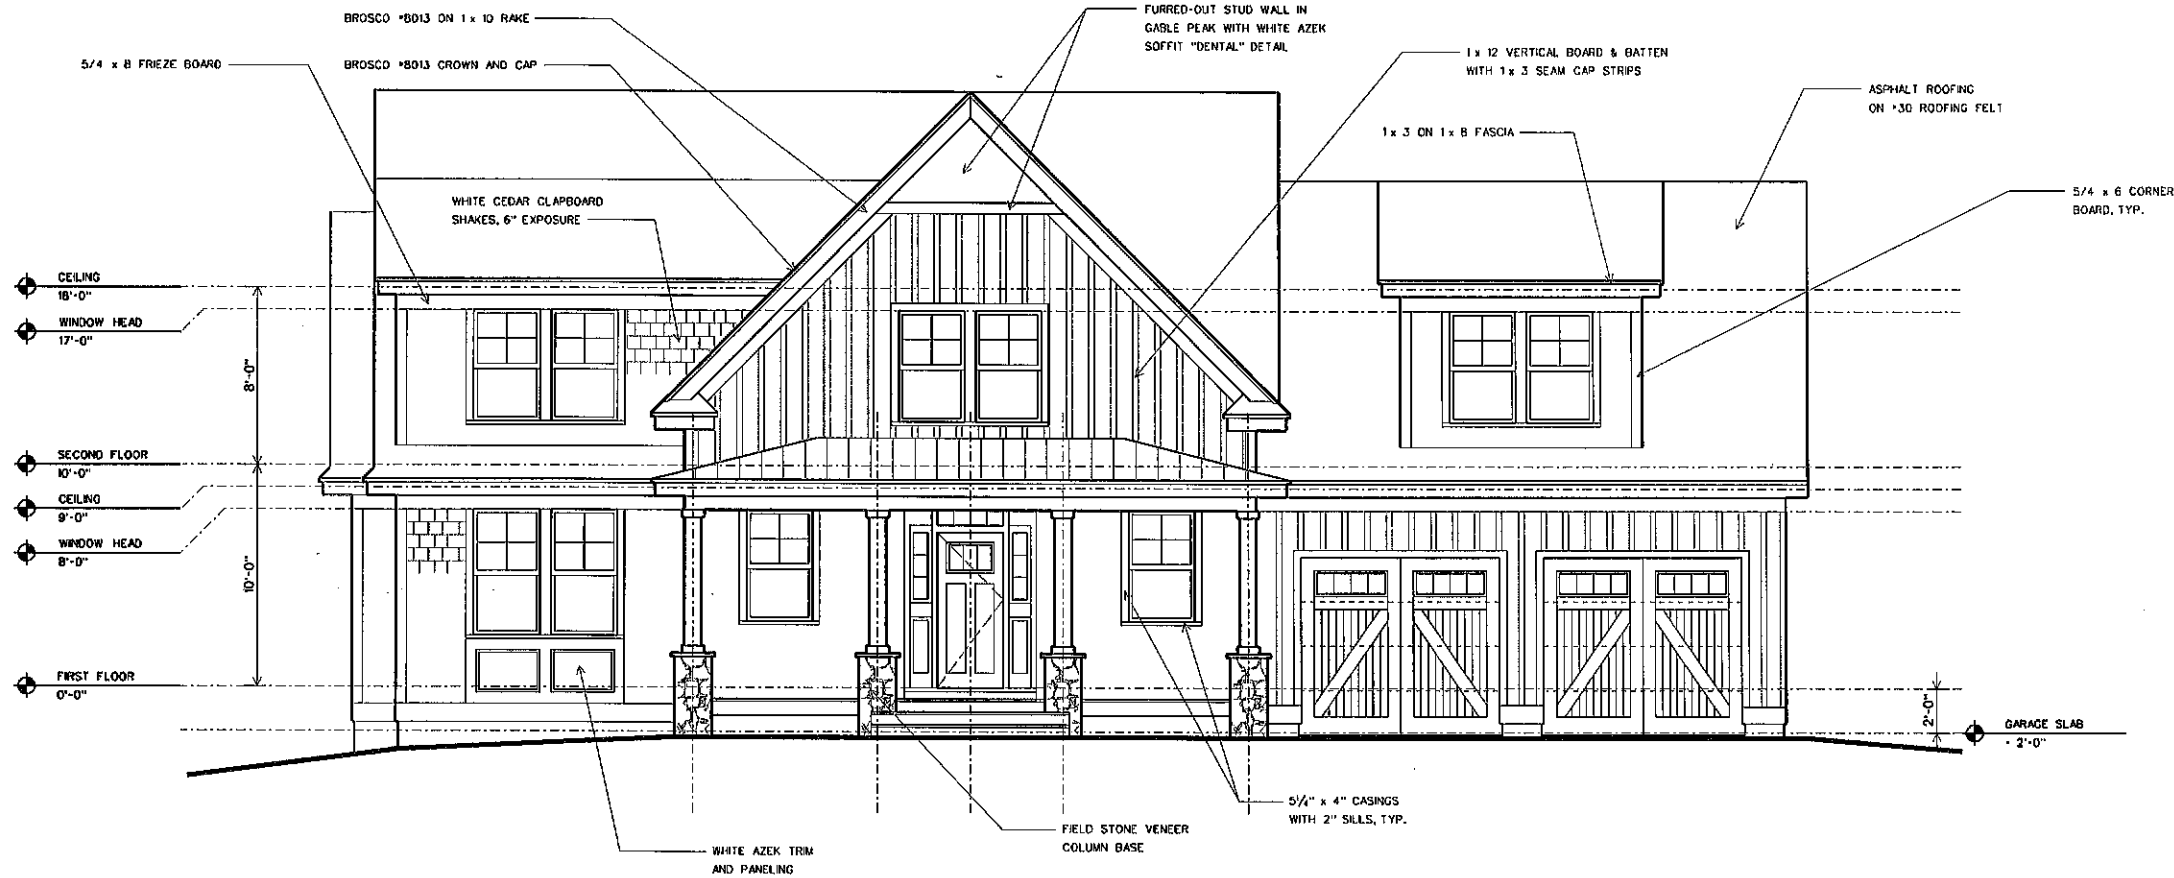 BROSCO #8013 ON 1 x 10 RAKE
5/4 x 8 FRIEZE BOARD
BROSCO #8013 CROWN AND CAP
FURRED-OUT STUD WALL IN
GABLE PEAK WITH WHITE AZEK
SOFFIT "DENTAL" DETAIL
1 x 12 VERTICAL BOARD & BATTEN
WITH 1 x 3 SEAM CAP STRIPS
ASPHALT ROOFING
ON #30 ROOFING FELT
1 x 3 ON 1 x 8 FASCIA
5/4 x 6 CORNER
BOARD, TYP.
WHITE CEDAR CLAPBOARD
SHAKES, 6" EXPOSURE
CEILING
18'-0"
WINDOW HEAD
17'-0"
8'-0"
SECOND FLOOR
10'-0"
CEILING
9'-0"
WINDOW HEAD
8'-0"
10'-0"
FIRST FLOOR
0'-0"
2'-0"
GARAGE SLAB
- 2'-0"
5¼" x 4" CASINGS
WITH 2" SILLS, TYP.
FIELD STONE VENEER
COLUMN BASE
WHITE AZEK TRIM
AND PANELING